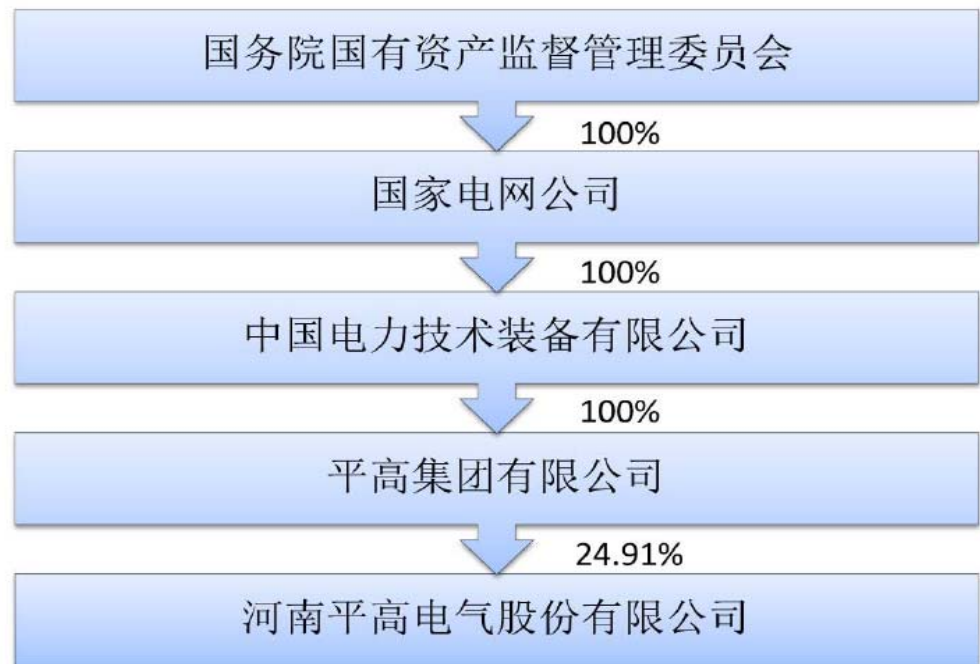 国务院国有资产监督管理委员会
100%
国家电网公司
100%
中国电力技术装备有限公司
100%
平高集团有限公司
24.91%
河南平高电气股份有限公司